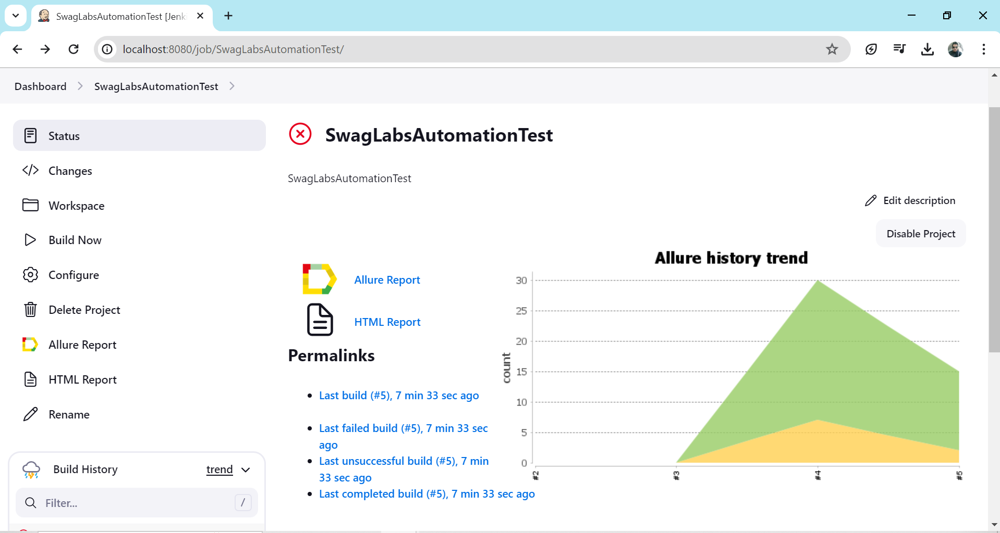 SwagLabsAutomationTest [Jenk
localhost:8080/job/SwagLabsAutomationTest/
Dashboard
SwagLabsAutomationTest
Status
Changes
Workspace
Build Now
Configure
Delete Project
Allure Report
HTML Report
Rename
Build History
trend
Filter...
/
SwagLabsAutomationTest
SwagLabsAutomationTest
Edit description
Disable Project
Allure Report
HTML Report
Permalinks
Last build (#5), 7 min 33 sec ago
Last failed build (#5), 7 min 33 sec
ago
Last unsuccessful build (#5), 7 min
33 sec ago
Last completed build (#5), 7 min 33 sec ago
Allure history trend
count
30
25
20
15
10
5
0
#2
#3
#4
#5